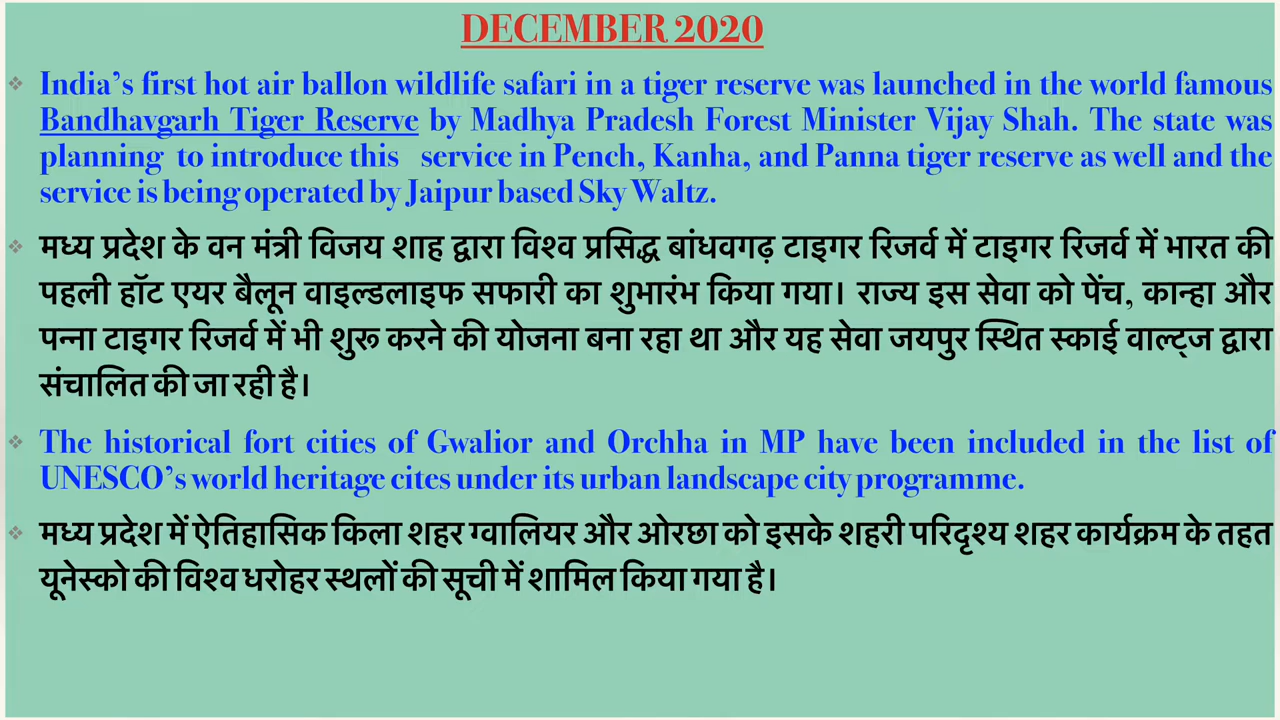 DECEMBER 2020
India's first hot air ballon wildlife safari in a tiger reserve was launched in the world famous
Bandhavgarh Tiger Reserve by Madhya Pradesh Forest Minister Vijay Shah. The state was
planning to introduce this service in Pench, Kanha, and Panna tiger reserve as well and the
service is being operated by Jaipur based Sky Waltz.
मध्य प्रदेश के वन मंत्री विजय शाह द्वारा विश्व प्रसिद्ध बांधवगढ़ टाइगर रिजर्व में टाइगर रिजर्व में भारत की
पहली हॉट एयर बैलून वाइल्डलाइफ सफारी का शुभारंभ किया गया। राज्य इस सेवा को पेंच, कान्हा और
पन्ना टाइगर रिजर्व में भी शुरू करने की योजना बना रहा था और यह सेवा जयपुर स्थित स्काई वाल्ट्ज द्वारा
संचालित की जा रही है।
The historical fort cities of Gwalior and Orchha in MP have been included in the list of
UNESCO's world heritage cites under its urban landscape city programme.
मध्य प्रदेश में ऐतिहासिक किला शहर ग्वालियर और ओरछा को इसके शहरी परिदृश्य शहर कार्यक्रम के तहत
यूनेस्को की विश्व धरोहर स्थलों की सूची में शामिल किया गया है।